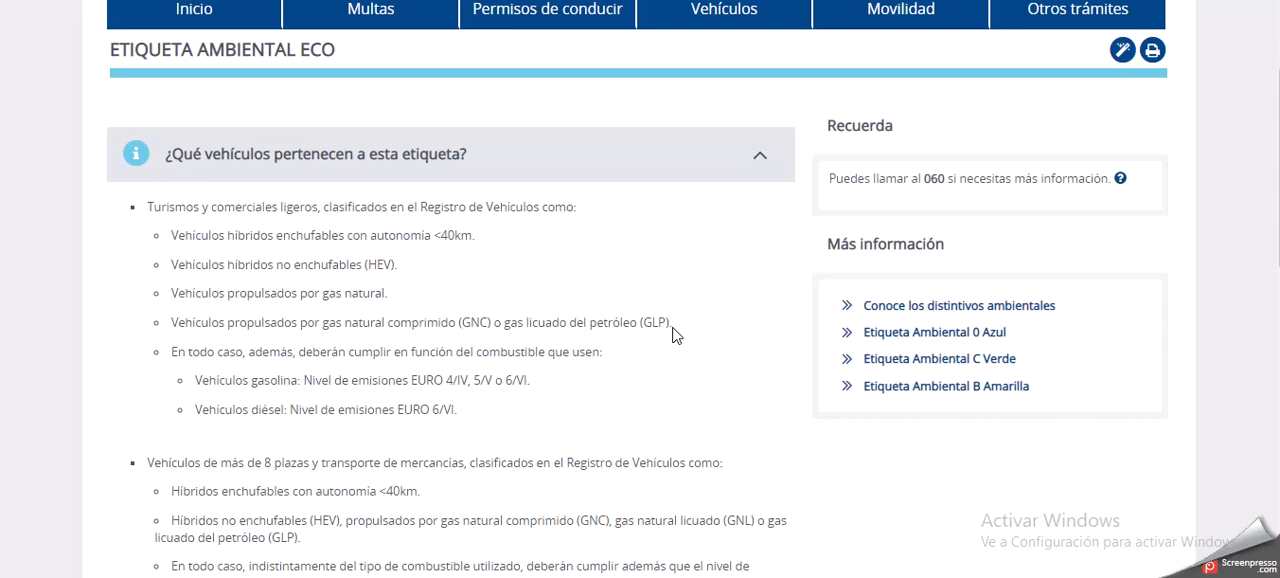 Inicio
Multas
Permisos de conducir
Vehículos
Movilidad
Otros trámites
ETIQUETA AMBIENTAL ECO
¿Qué vehículos pertenecen a esta etiqueta?
Turismos y comerciales ligeros, clasificados en el Registro de Vehículos como:
Vehículos híbridos enchufables con autonomía <40km.
Vehículos híbridos no enchufables (HEV).
Vehículos propulsados por gas natural.
Vehículos propulsados por gas natural comprimido (GNC) o gas licuado del petróleo (GLP).
En todo caso, además, deberán cumplir en función del combustible que usen:
Vehículos gasolina: Nivel de emisiones EURO 4/IV, 5/V o 6/VI.
Vehículos diésel: Nivel de emisiones EURO 6/VI.
Vehículos de más de 8 plazas y transporte de mercancías, clasificados en el Registro de Vehículos como:
Híbridos enchufables con autonomía <40km.
Híbridos no enchufables (HEV), propulsados por gas natural comprimido (GNC), gas natural licuado (GNL) o gas
licuado del petróleo (GLP).
En todo caso, indistintamente del tipo de combustible utilizado, deberán cumplir además que el nivel de
Recuerda
Puedes llamar al 060 si necesitas más información.
Más información
Conoce los distintivos ambientales
Etiqueta Ambiental 0 Azul
Etiqueta Ambiental C Verde
Etiqueta Ambiental B Amarilla
Activar Windows
Ve a Configuración para activar Windows
Screenpresso
.com